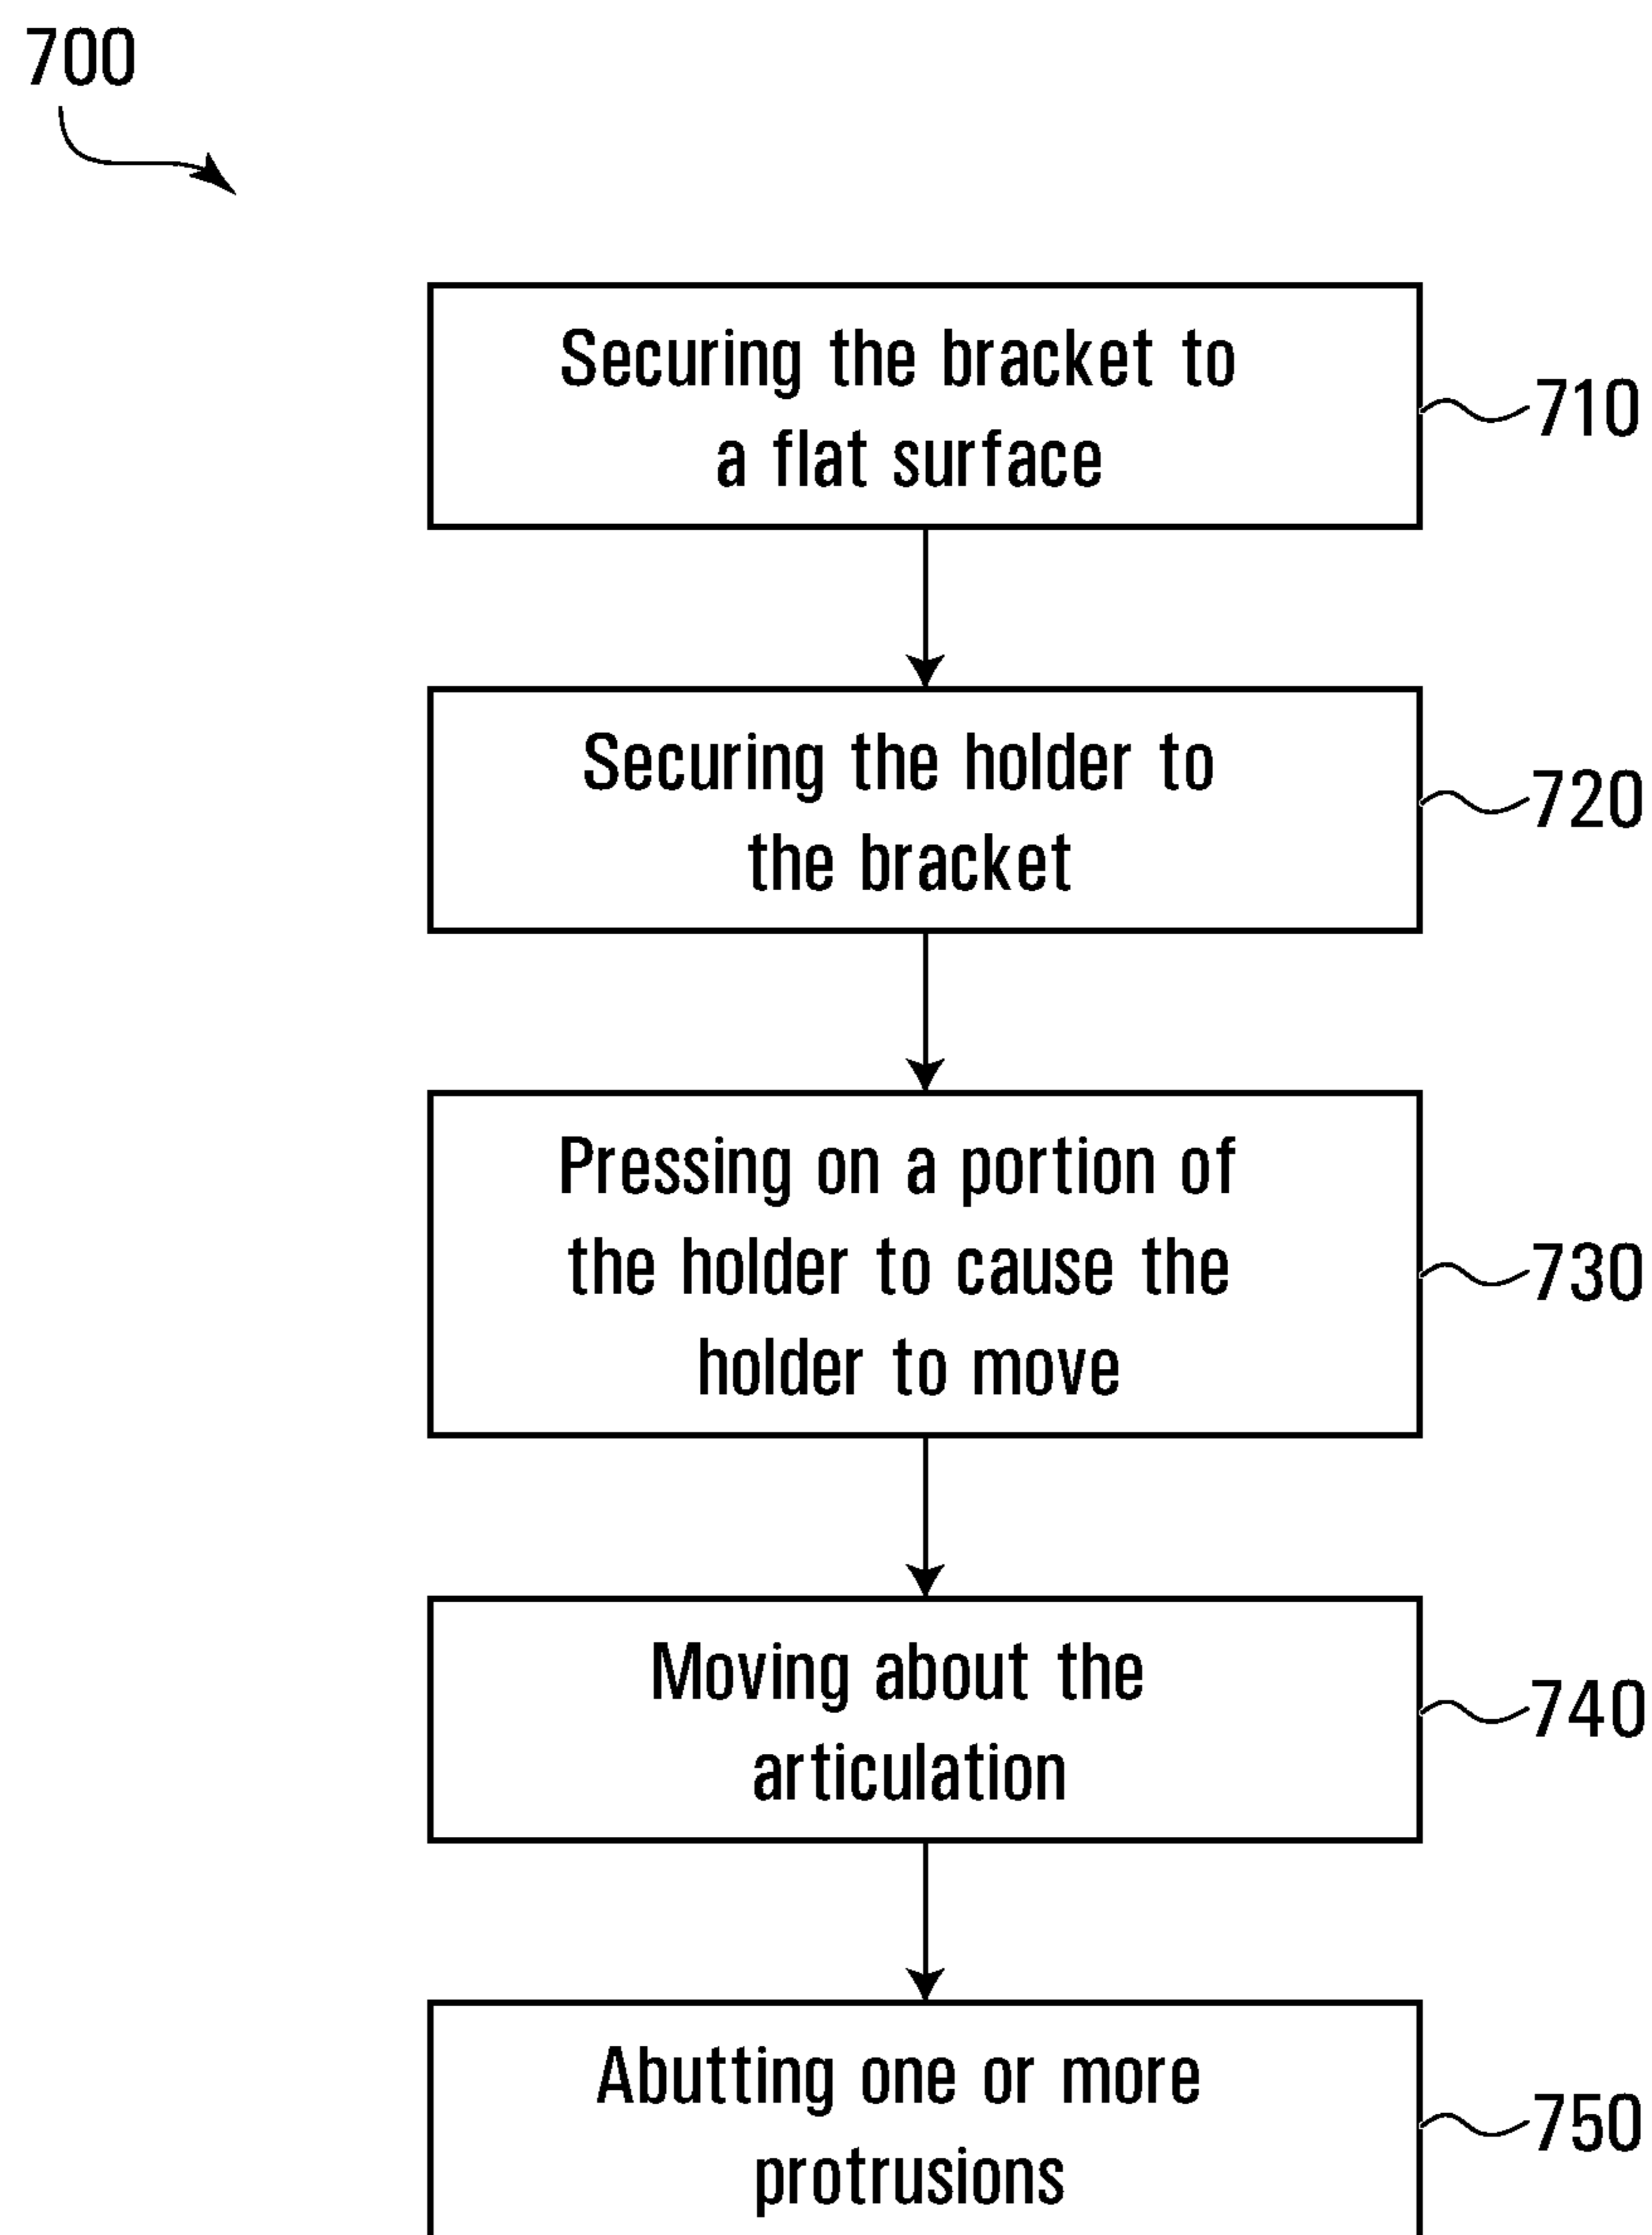 700
Securing the bracket to
a flat surface
710
Securing the holder to
the bracket
720
Pressing on a portion of
the holder to cause the
holder to move
730
Moving about the
articulation
740
Abutting one or more
protrusions
750